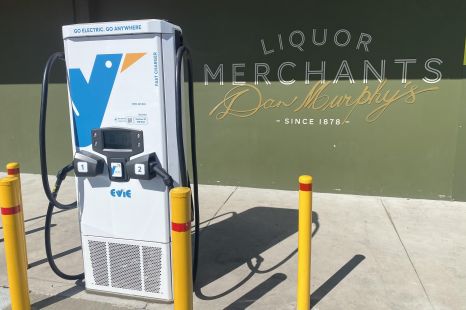 GO ELECTRIC. GO ANYWHERE
FAST CHARGER
1
2
EVIE
LIQUOR
MERCHANTS
Dan Murphy's
- SINCE 1878 -